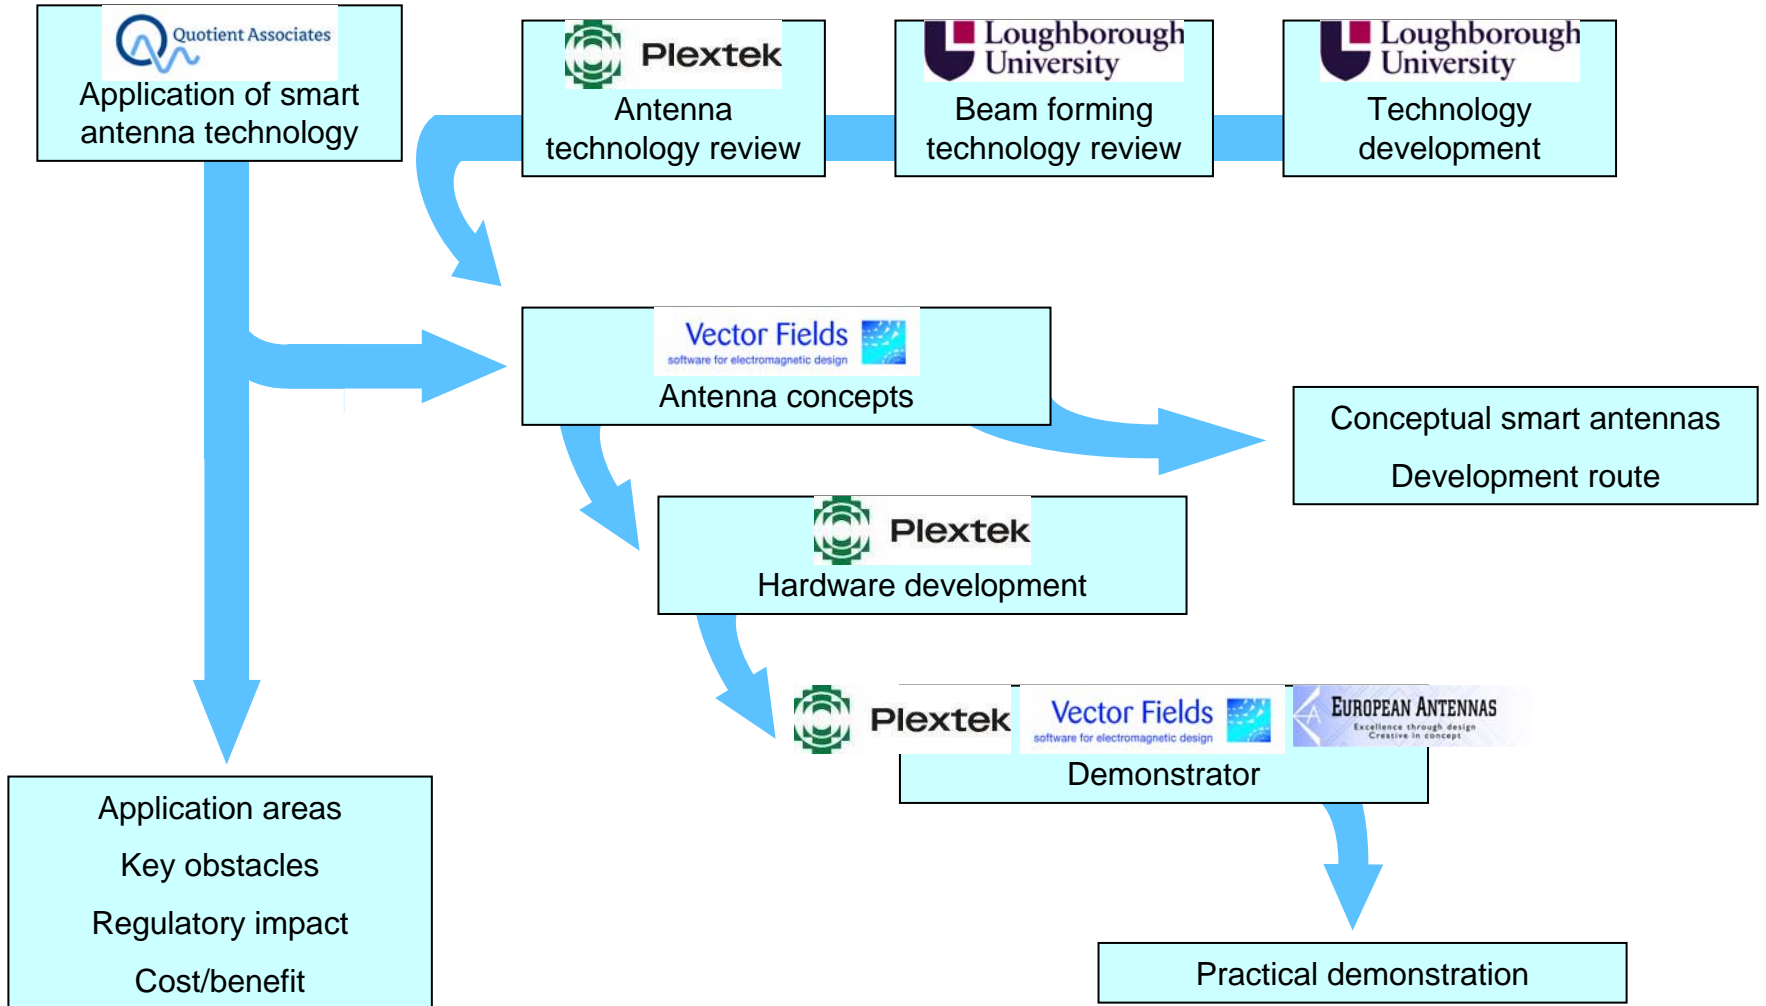 Quotient Associates
Application of smart
antenna technology
Plextek
Antenna
technology review
Loughborough
University
Beam forming
technology review
Loughborough
University
Technology
development
Vector Fields
software for electromagnetic design
Antenna concepts
Conceptual smart antennas
Development route
Plextek
Hardware development
Plextek
Vector Fields
software for electromagnetic design
EUROPEAN ANTENNAS
Excellence through design
Creative in concept
Demonstrator
Application areas
Key obstacles
Regulatory impact
Cost/benefit
Practical demonstration